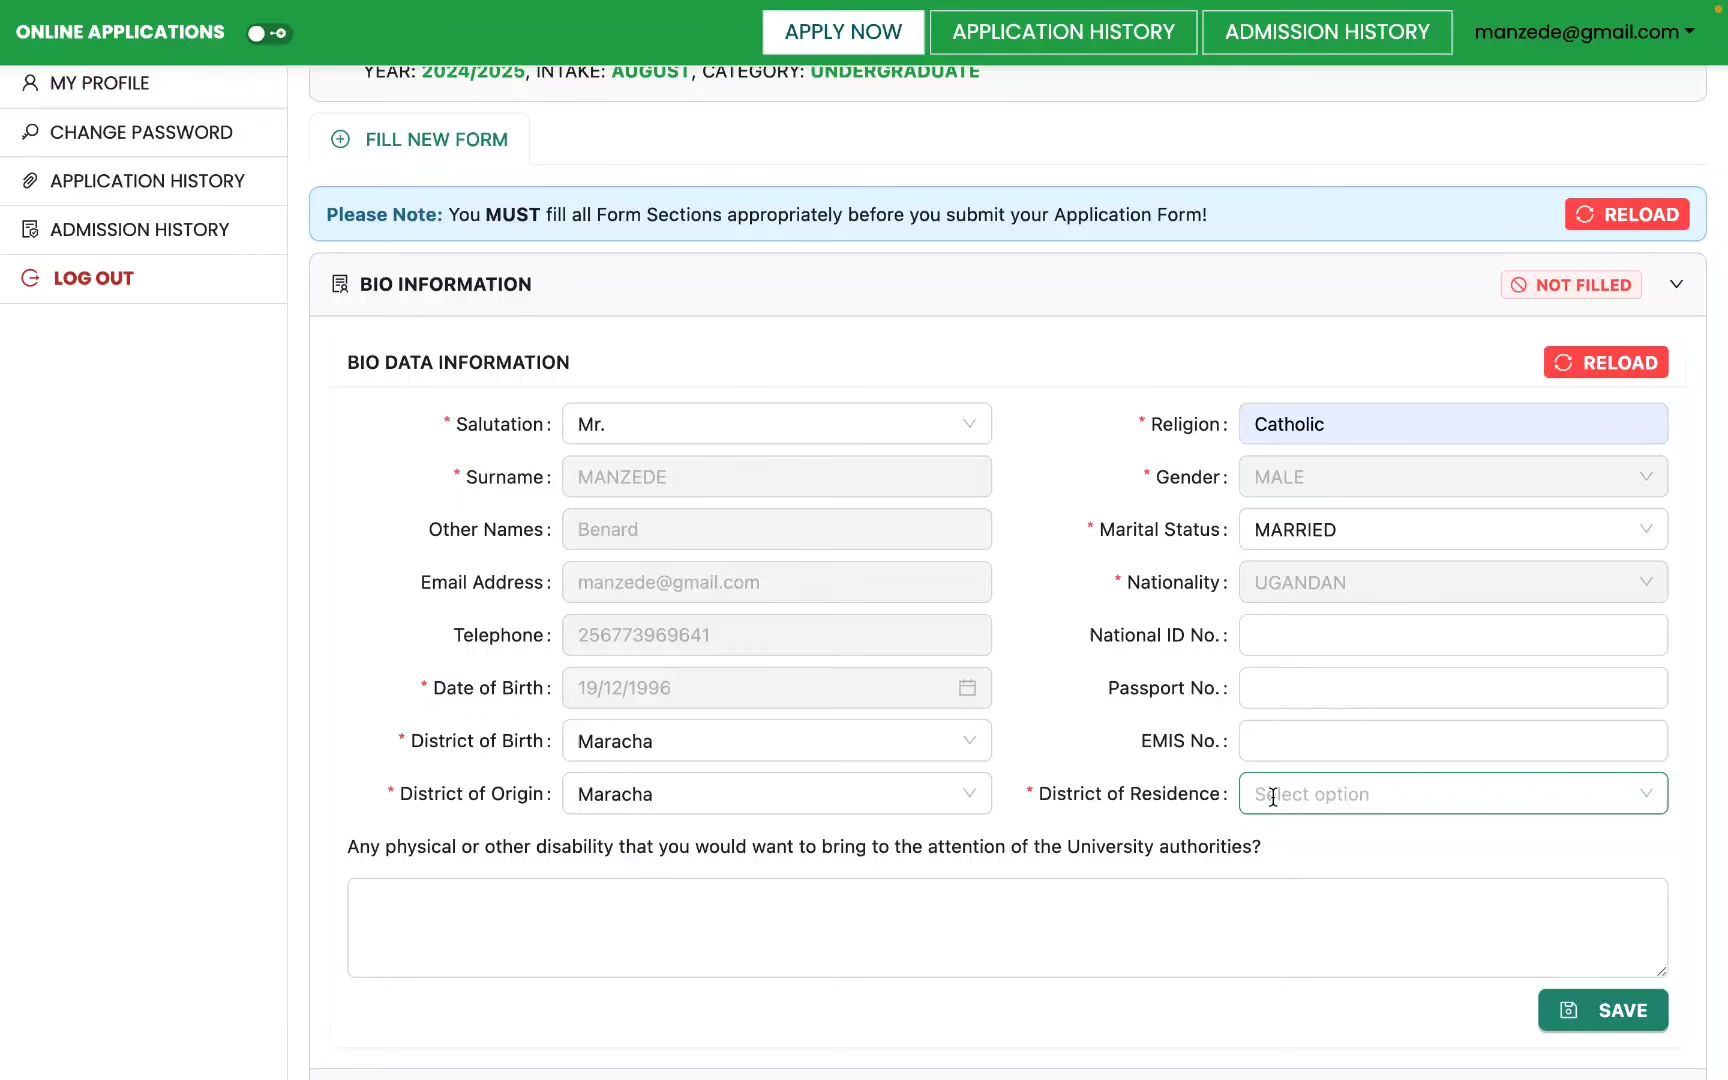 ONLINE APPLICATIONS
APPLY NOW
APPLICATION HISTORY
ADMISSION HISTORY
manzede@gmail.com
MY PROFILE
CHANGE PASSWORD
APPLICATION HISTORY
ADMISSION HISTORY
LOG OUT
YEAR: 2024/2025, INTAKE: AUGUST, CATEGORY: UNDERGRADUATE
FILL NEW FORM
Please Note: You MUST fill all Form Sections appropriately before you submit your Application Form!
RELOAD
BIO INFORMATION
NOT FILLED
BIO DATA INFORMATION
RELOAD
* Salutation : Mr.
* Religion : Catholic
* Surname : MANZEDE
* Gender : MALE
Other Names : Benard
* Marital Status : MARRIED
Email Address : manzede@gmail.com
* Nationality : UGANDAN
Telephone : 256773969641
National ID No. :
* Date of Birth : 19/12/1996
Passport No. :
* District of Birth : Maracha
EMIS No. :
* District of Origin : Maracha
* District of Residence : Select option
Any physical or other disability that you would want to bring to the attention of the University authorities?
SAVE